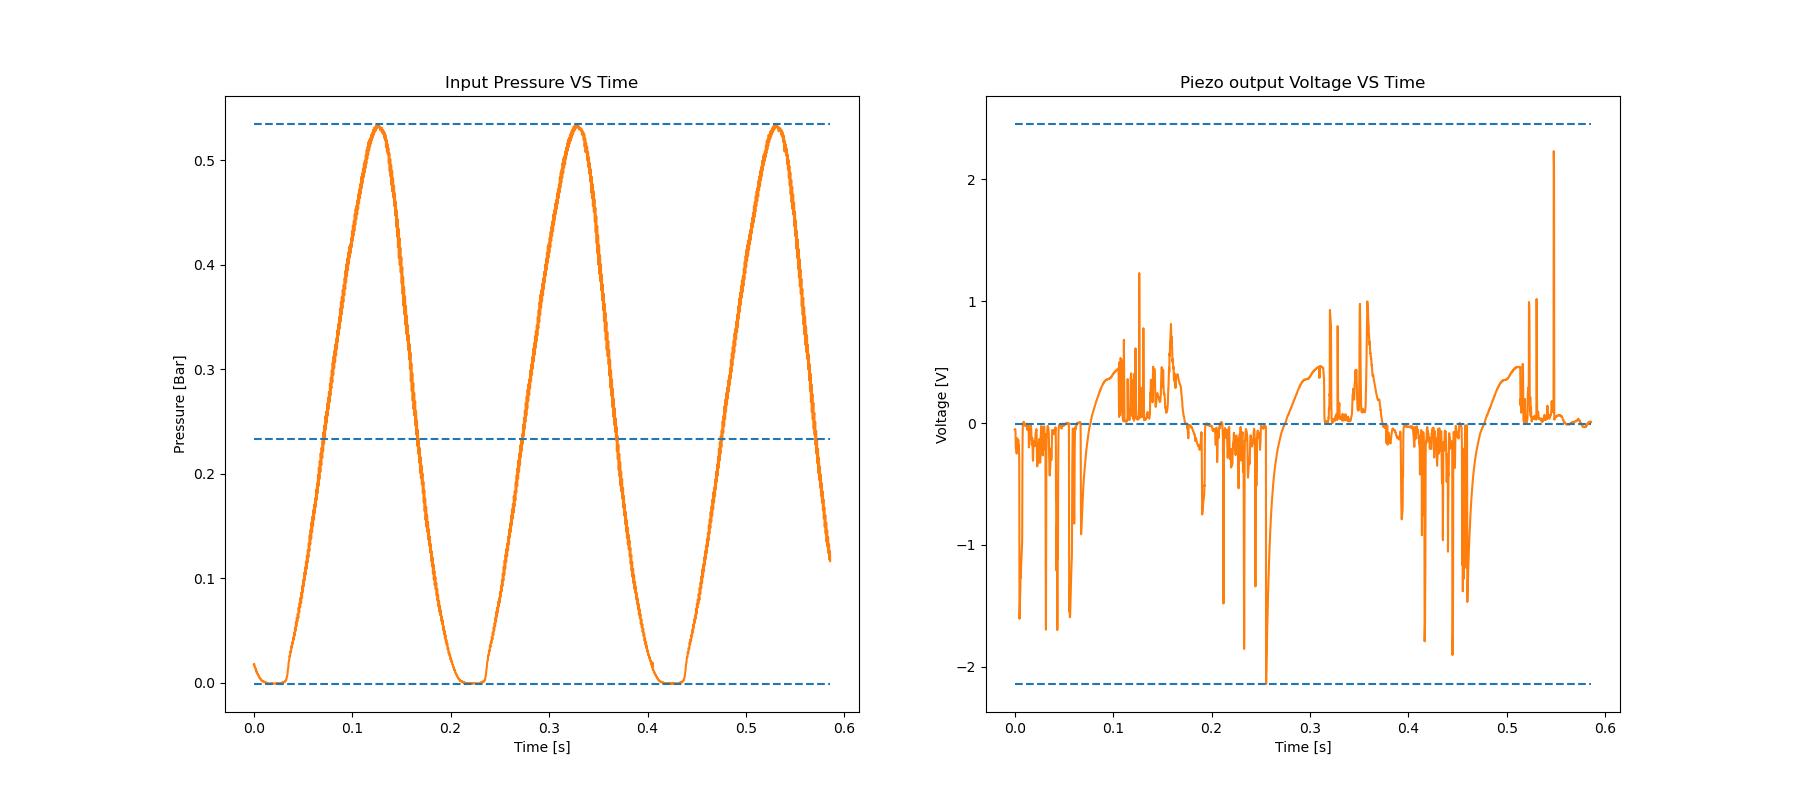 Input Pressure VS Time
Pressure [Bar]
0.5
0.4
0.3
0.2
0.1
0.0
0.0 0.1 0.2 0.3 0.4 0.5 0.6
Time [s]
Piezo output Voltage VS Time
Voltage [V]
2
1
0
−1
−2
0.0 0.1 0.2 0.3 0.4 0.5 0.6
Time [s]